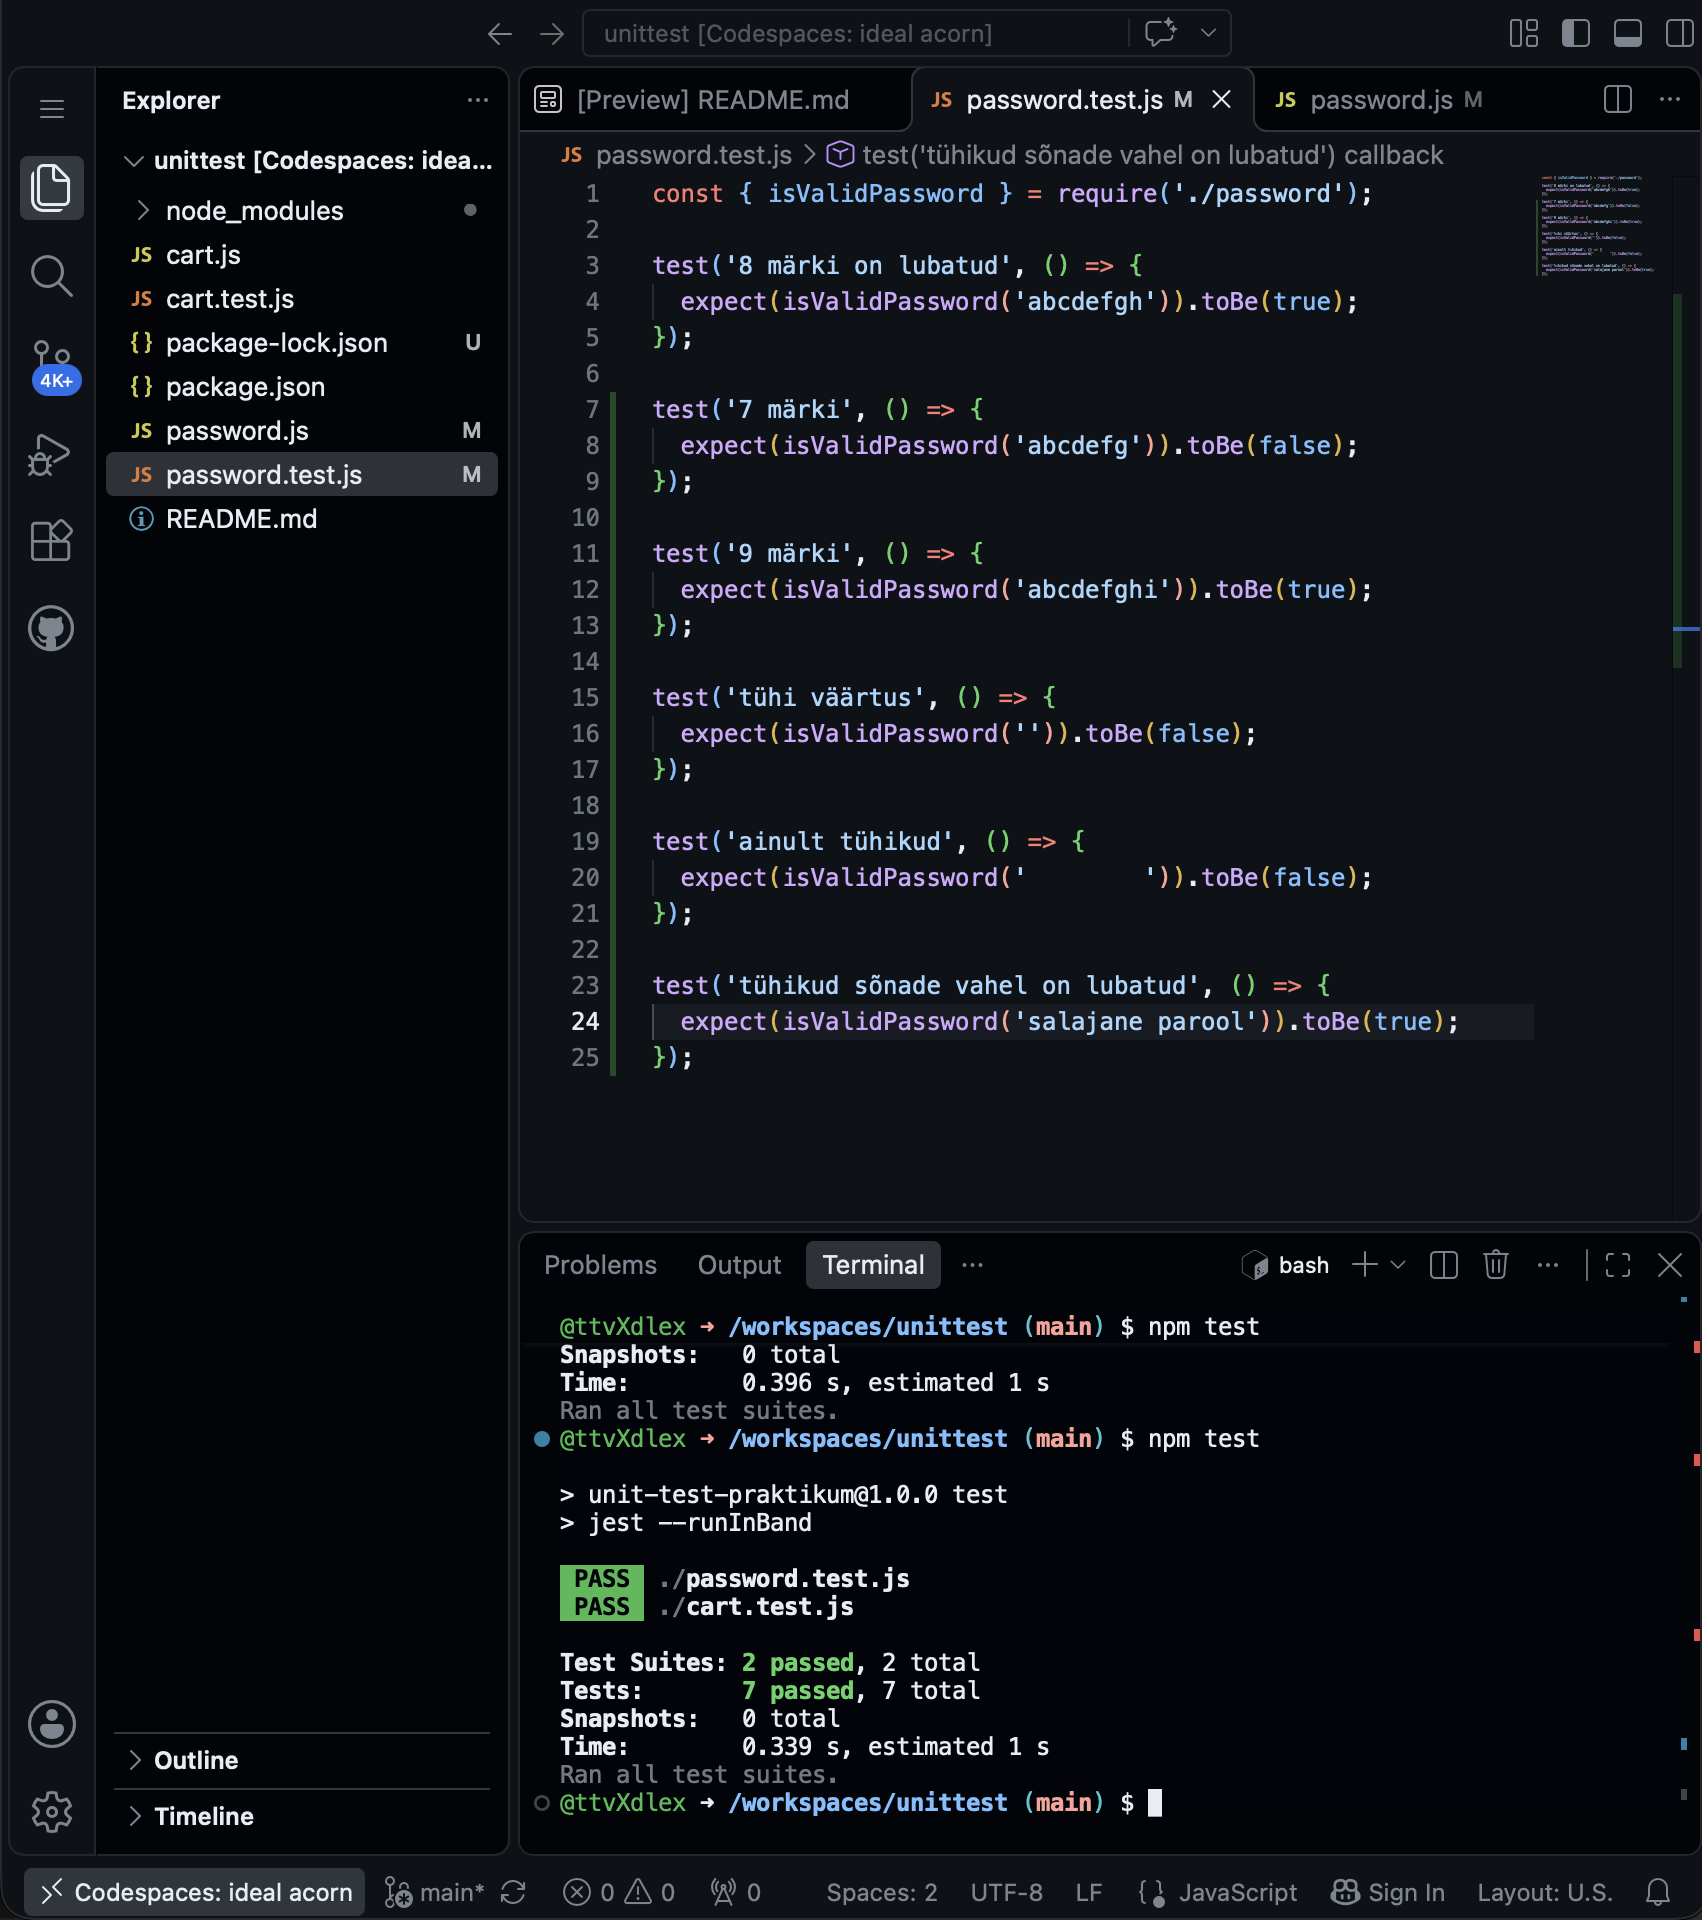 unittest [Codespaces: ideal acorn]
Explorer
unittest [Codespaces: idea...
node_modules
JS cart.js
JS cart.test.js
{} package-lock.json U
{} package.json
JS password.js M
JS password.test.js M
README.md
4K+
Outline
Timeline
[Preview] README.md
JS password.test.js M
JS password.js M
JS password.test.js > test('tühikud sõnade vahel on lubatud') callback
1 const { isValidPassword } = require('./password');
2
3 test('8 märki on lubatud', () => {
4 expect(isValidPassword('abcdefgh')).toBe(true);
5 });
6
7 test('7 märki', () => {
8 expect(isValidPassword('abcdefg')).toBe(false);
9 });
10
11 test('9 märki', () => {
12 expect(isValidPassword('abcdefghi')).toBe(true);
13 });
14
15 test('tühi väärtus', () => {
16 expect(isValidPassword('')).toBe(false);
17 });
18
19 test('ainult tühikud', () => {
20 expect(isValidPassword('        ')).toBe(false);
21 });
22
23 test('tühikud sõnade vahel on lubatud', () => {
24 expect(isValidPassword('salajane parool')).toBe(true);
25 });
Problems Output Terminal bash
@ttvXdlex → /workspaces/unittest (main) $ npm test
Snapshots: 0 total
Time: 0.396 s, estimated 1 s
Ran all test suites.
@ttvXdlex → /workspaces/unittest (main) $ npm test
> unit-test-praktikum@1.0.0 test
> jest --runInBand
PASS ./password.test.js
PASS ./cart.test.js
Test Suites: 2 passed, 2 total
Tests: 7 passed, 7 total
Snapshots: 0 total
Time: 0.339 s, estimated 1 s
Ran all test suites.
@ttvXdlex → /workspaces/unittest (main) $
Codespaces: ideal acorn main* 0 0 0 Spaces: 2 UTF-8 LF JavaScript Sign In Layout: U.S.